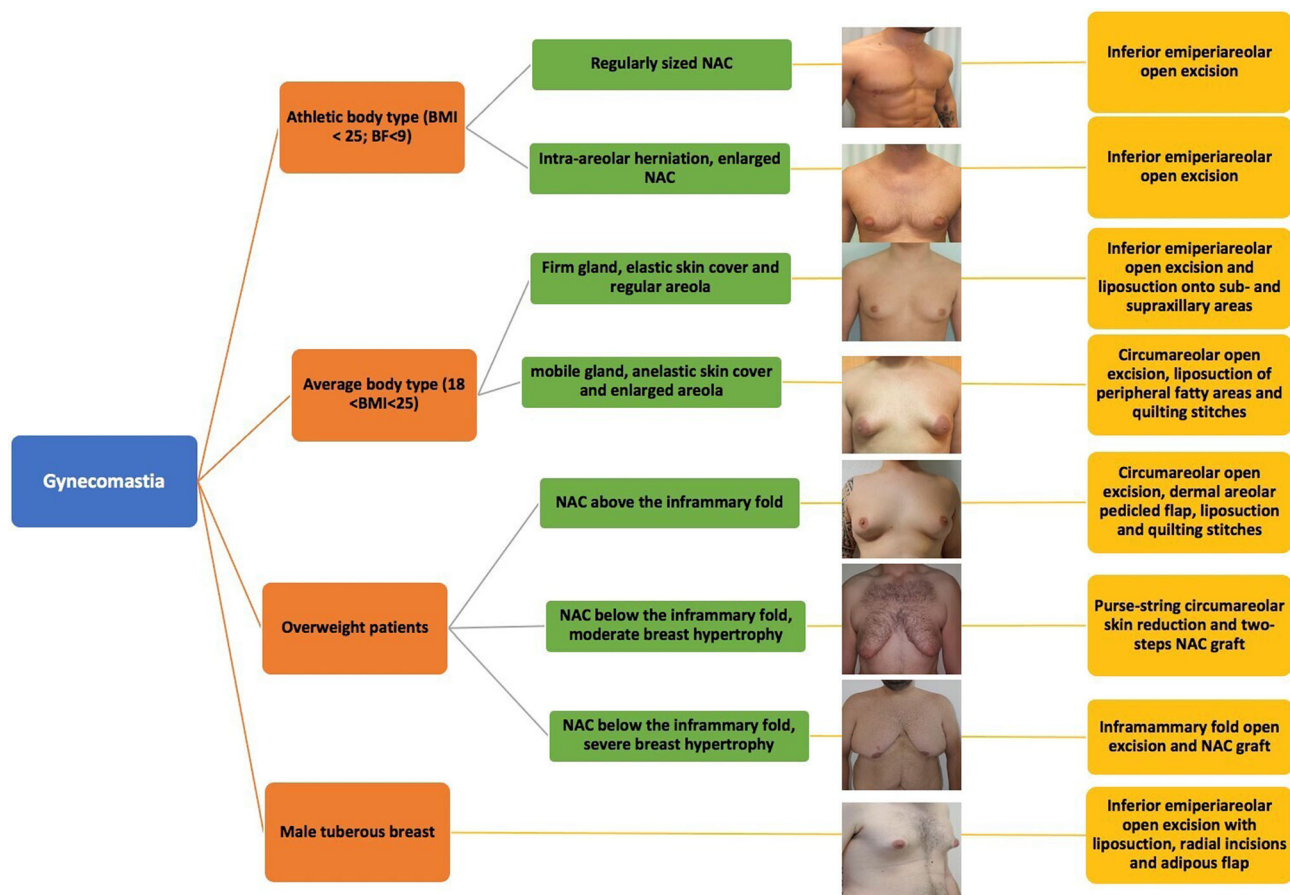 Gynecomastia
Athletic body type (BMI
< 25; BF<9)
Regularly sized NAC
Inferior emiperiareolar
open excision
Intra-areolar herniation, enlarged
NAC
Inferior emiperiareolar
open excision
Average body type (18
<BMI<25)
Firm gland, elastic skin cover and
regular areola
Inferior emiperiareolar
open excision and
liposuction onto sub- and
supraxillary areas
mobile gland, anelastic skin cover
and enlarged areola
Circumareolar open
excision, liposuction of
peripheral fatty areas and
quilting stitches
Overweight patients
NAC above the inframmary fold
Circumareolar open
excision, dermal areolar
pedicled flap, liposuction
and quilting stitches
NAC below the inframmary fold,
moderate breast hypertrophy
Purse-string circumareolar
skin reduction and two-
steps NAC graft
NAC below the inframmary fold,
severe breast hypertrophy
Inframammary fold open
excision and NAC graft
Male tuberous breast
Inferior emiperiareolar
open excision with
liposuction, radial incisions
and adipous flap